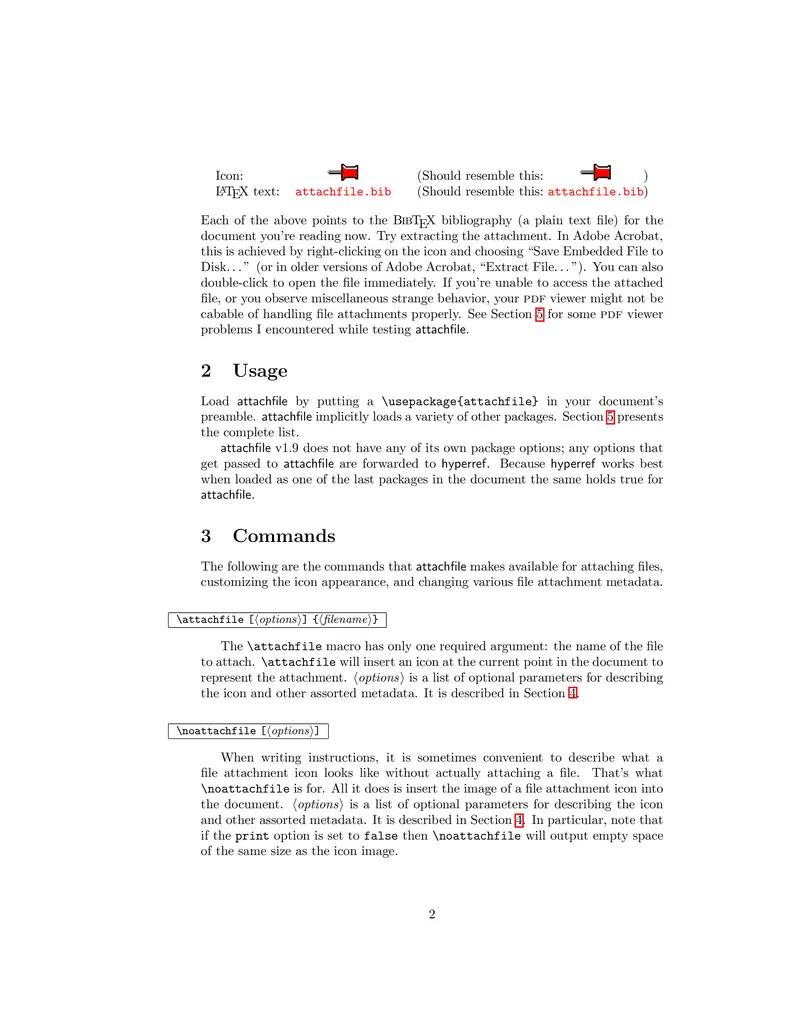 Icon: (Should resemble this: )
LATEX text: attachfile.bib (Should resemble this: attachfile.bib)
Each of the above points to the BIBTEX bibliography (a plain text file) for the
document you're reading now. Try extracting the attachment. In Adobe Acrobat,
this is achieved by right-clicking on the icon and choosing “Save Embedded File to
Disk. . . ” (or in older versions of Adobe Acrobat, “Extract File. . . ”). You can also
double-click to open the file immediately. If you're unable to access the attached
file, or you observe miscellaneous strange behavior, your PDF viewer might not be
cabable of handling file attachments properly. See Section 5 for some PDF viewer
problems I encountered while testing attachfile.
2 Usage
Load attachfile by putting a \usepackage{attachfile} in your document's
preamble. attachfile implicitly loads a variety of other packages. Section 5 presents
the complete list.
attachfile v1.9 does not have any of its own package options; any options that
get passed to attachfile are forwarded to hyperref. Because hyperref works best
when loaded as one of the last packages in the document the same holds true for
attachfile.
3 Commands
The following are the commands that attachfile makes available for attaching files,
customizing the icon appearance, and changing various file attachment metadata.
\attachfile [⟨options⟩] {⟨filename⟩}
The \attachfile macro has only one required argument: the name of the file
to attach. \attachfile will insert an icon at the current point in the document to
represent the attachment. ⟨options⟩ is a list of optional parameters for describing
the icon and other assorted metadata. It is described in Section 4.
\noattachfile [⟨options⟩]
When writing instructions, it is sometimes convenient to describe what a
file attachment icon looks like without actually attaching a file. That's what
\noattachfile is for. All it does is insert the image of a file attachment icon into
the document. ⟨options⟩ is a list of optional parameters for describing the icon
and other assorted metadata. It is described in Section 4. In particular, note that
if the print option is set to false then \noattachfile will output empty space
of the same size as the icon image.
2